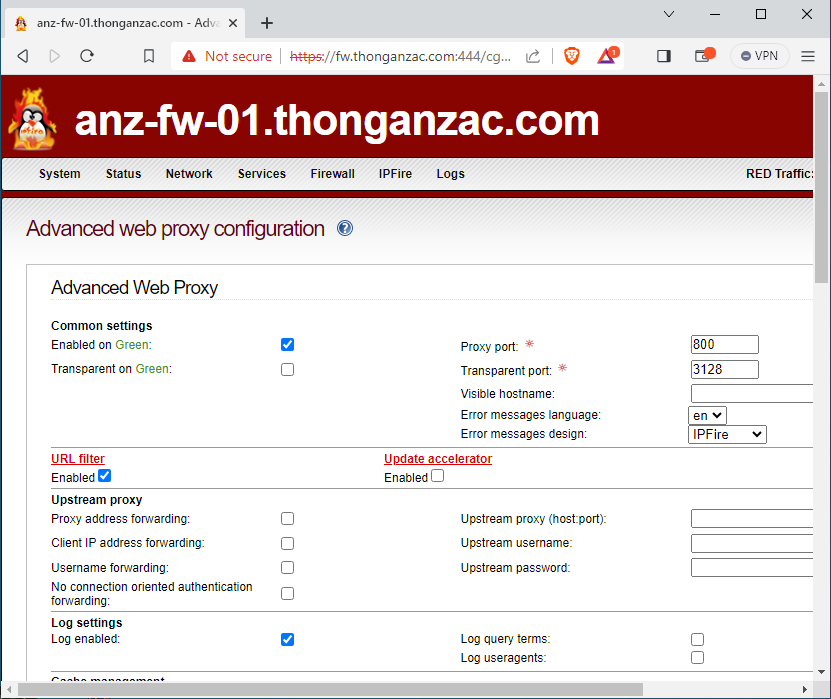 anz-fw-01.thonganzac.com - Adva
Not secure https://fw.thonganzac.com:444/cg... 1 VPN
anz-fw-01.thonganzac.com
System Status Network Services Firewall IPFire Logs RED Traffic:
Advanced web proxy configuration ?
Advanced Web Proxy
Common settings
Enabled on Green: Proxy port: 800
Transparent on Green: Transparent port: 3128
Visible hostname:
Error messages language: en
Error messages design: IPFire
URL filter Update accelerator
Enabled Enabled
Upstream proxy
Proxy address forwarding: Upstream proxy (host:port):
Client IP address forwarding: Upstream username:
Username forwarding: Upstream password:
No connection oriented authentication
forwarding:
Log settings
Log enabled: Log query terms:
Log useragents:
Cache management